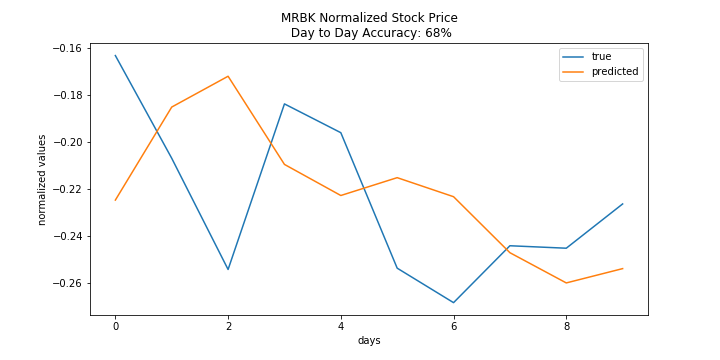 MRBK Normalized Stock Price
Day to Day Accuracy: 68%
true
predicted
normalized values
−0.16
−0.18
−0.20
−0.22
−0.24
−0.26
0 2 4 6 8
days